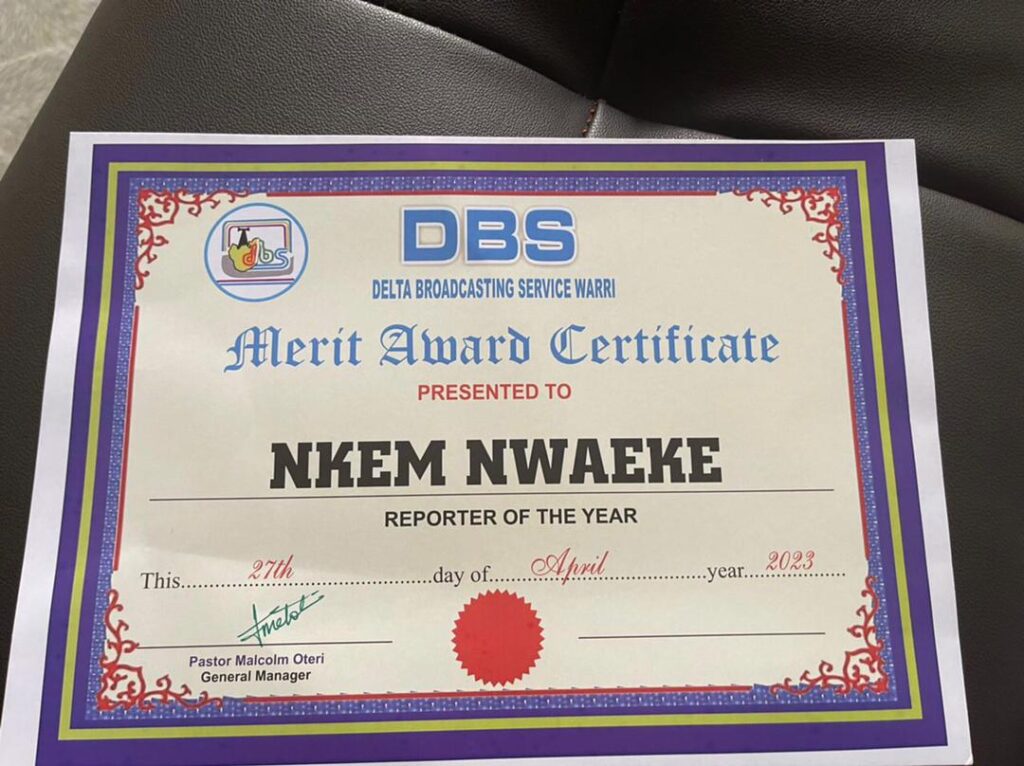 dbs
DBS
DELTA BROADCASTING SERVICE WARRI
Merit Award Certificate
PRESENTED TO
NKEM NWAEKE
REPORTER OF THE YEAR
This....27th....day of....April....year....2023....
Pastor Malcolm Oteri
General Manager